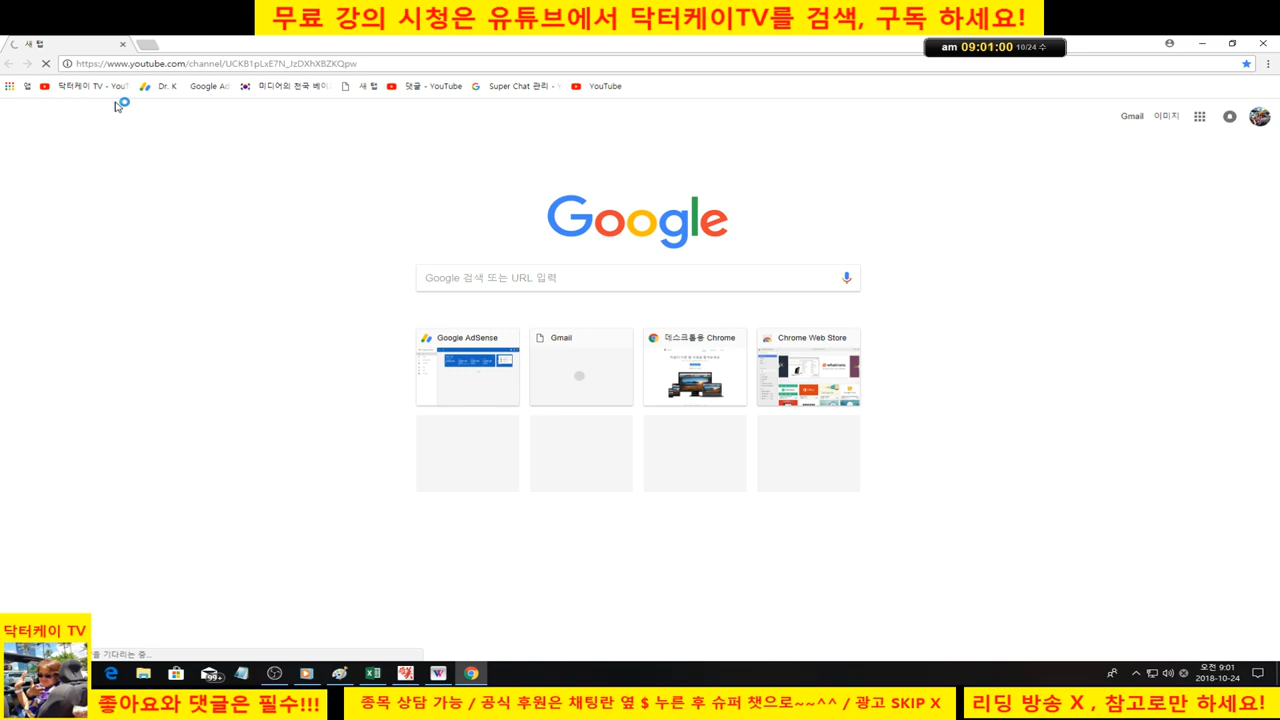 무료 강의 시청은 유튜브에서 닥터케이TV를 검색, 구독 하세요!
새 탭
am 09:01:00 10/24 수
https://www.youtube.com/channel/UCKB1pLxE7N_IzDXhXBZKQpw
앱 닥터케이 TV - YouT Dr. K Google Ad 미디어의 천국 베이 새 탭 댓글 - YouTube Super Chat 관리 - YouTube
Gmail 이미지
Google
Google 검색 또는 URL 입력
Google AdSense Gmail 데스크톱용 Chrome Chrome Web Store
닥터케이 TV
을 기다리는 중...
99+
오전 9:01
2018-10-24
좋아요와 댓글은 필수!!!
종목 상담 가능 / 공식 후원은 채팅란 옆 $ 누른 후 슈퍼 챗으로~~^^ / 광고 SKIP X
리딩 방송 X , 참고로만 하세요!